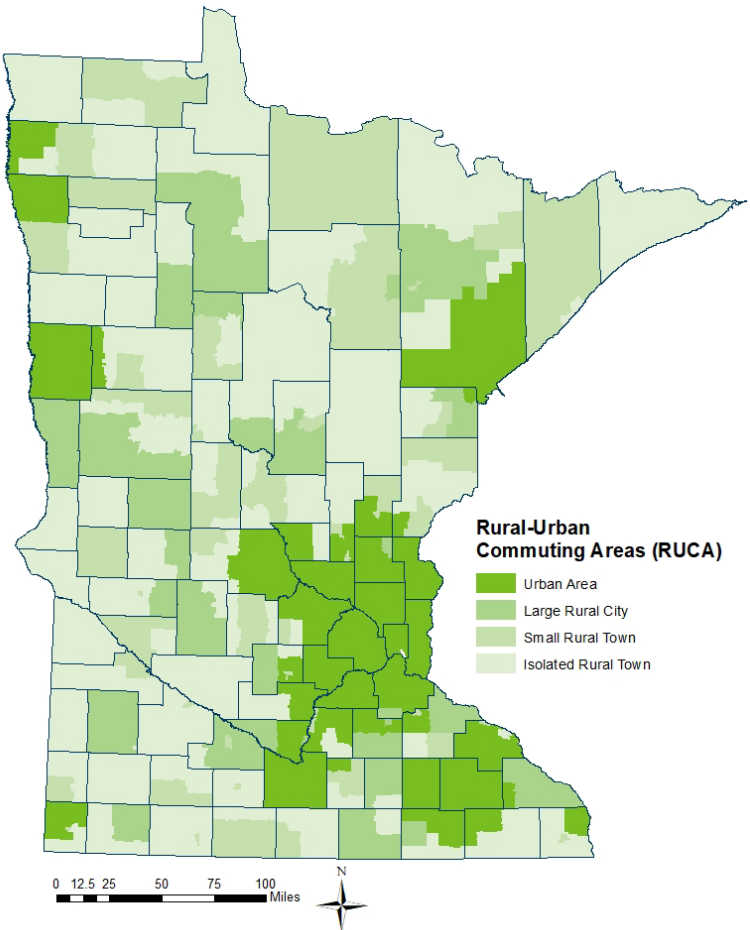 Rural-Urban
Commuting Areas (RUCA)
Urban Area
Large Rural City
Small Rural Town
Isolated Rural Town
0 12.5 25 50 75 100
Miles
N